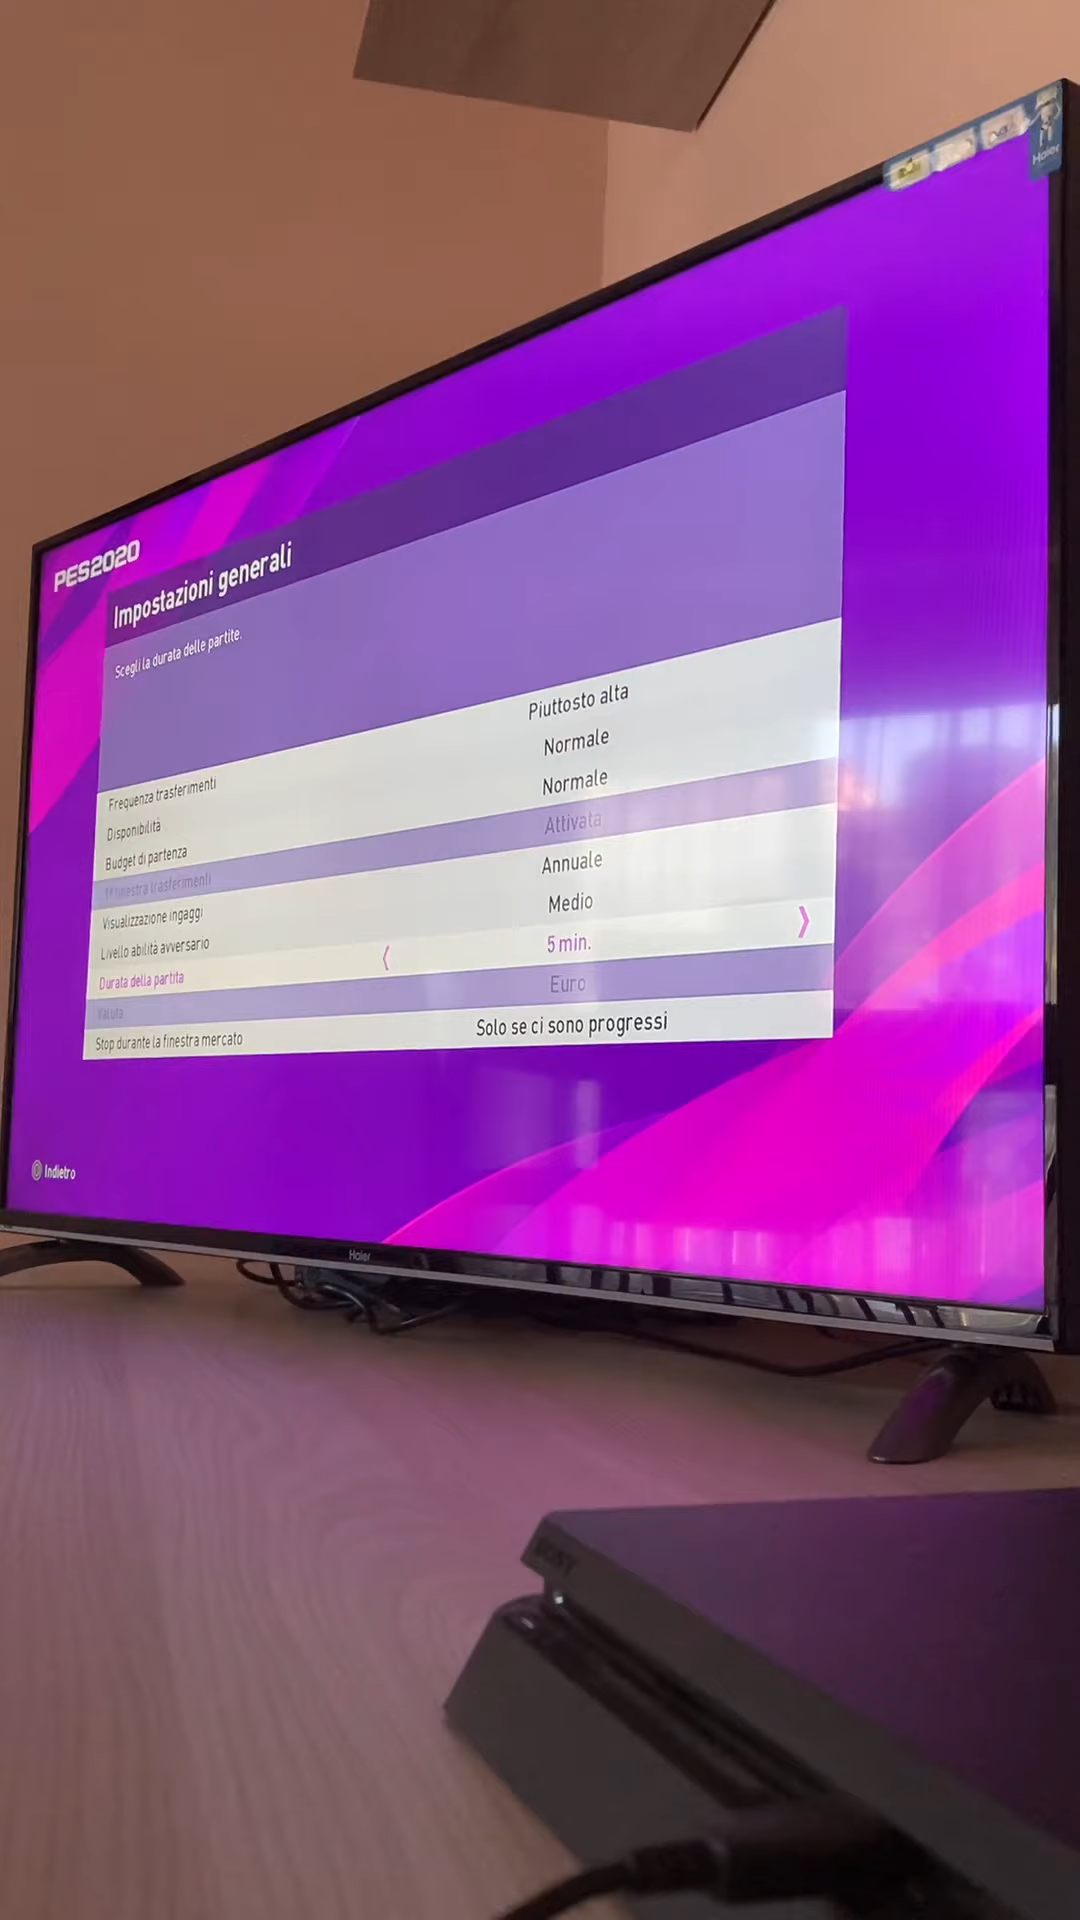 Haier
PES2020
Impostazioni generali
Scegli la durata delle partite.
Frequenza trasferimenti Piuttosto alta
Disponibilità Normale
Budget di partenza Normale
1ª finestra trasferimenti Attivata
Visualizzazione ingaggi Annuale
Livello abilità avversario Medio
Durata della partita 5 min.
Valuta Euro
Stop durante la finestra mercato Solo se ci sono progressi
Indietro
Haier
SONY